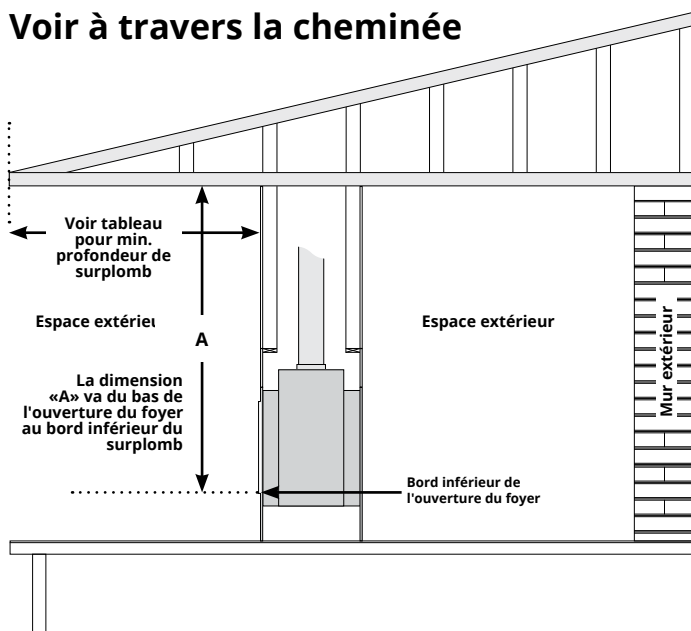 Voir à travers la cheminée
Voir tableau
pour min.
profondeur de
surplomb
Espace extérieu
A
Espace extérieur
Mur extérieur
La dimension
«A» va du bas de
l'ouverture du foyer
au bord inférieur du
surplomb
Bord inférieur de
l'ouverture du foyer